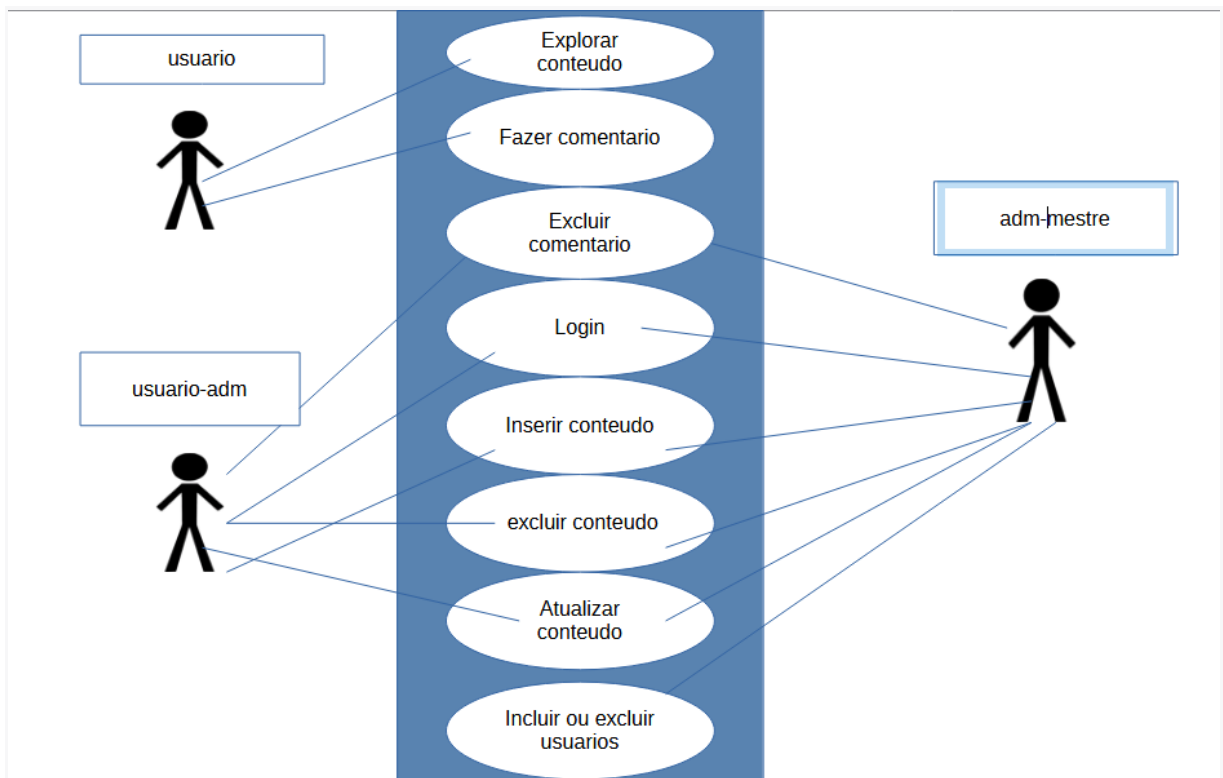 usuario
Explorar
conteudo
Fazer comentario
Excluir
comentario
adm-mestre
Login
usuario-adm
Inserir conteudo
excluir conteudo
Atualizar
conteudo
Incluir ou excluir
usuarios